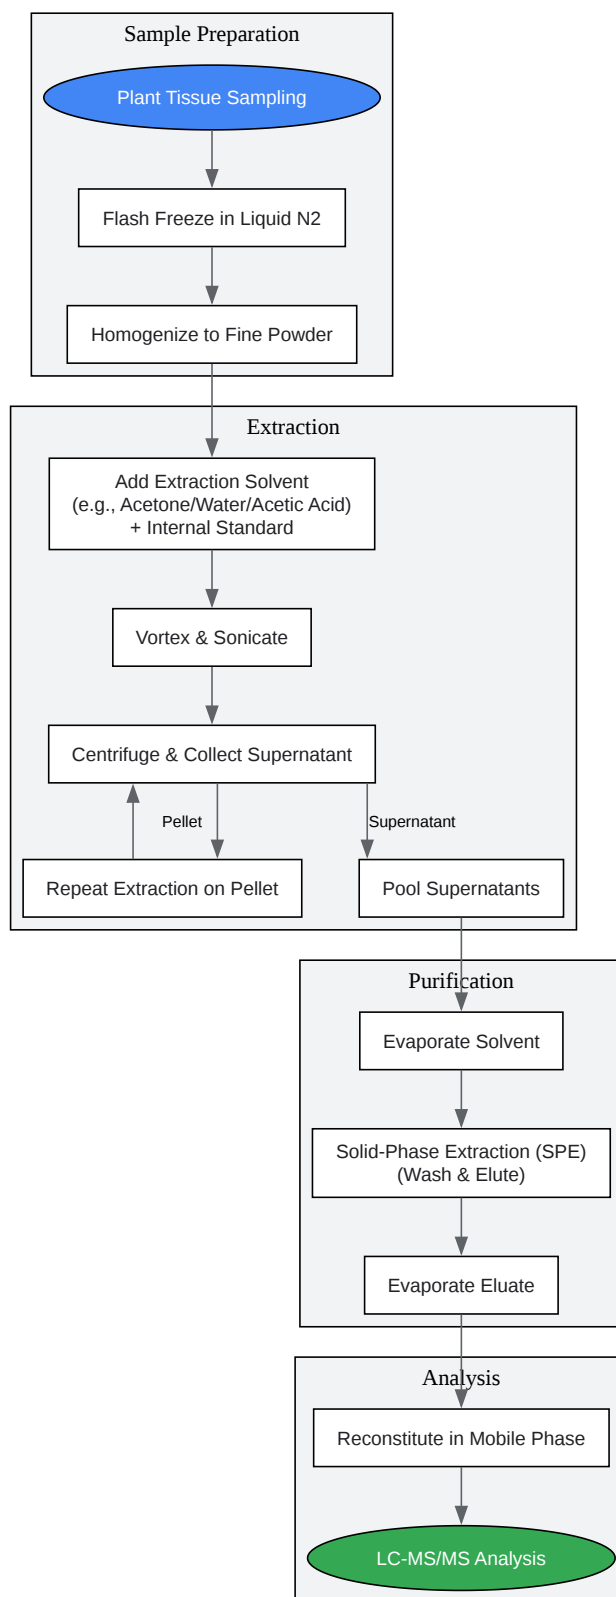 Sample Preparation
Plant Tissue Sampling
Flash Freeze in Liquid N2
Homogenize to Fine Powder
Extraction
Add Extraction Solvent
(e.g., Acetone/Water/Acetic Acid)
+ Internal Standard
Vortex & Sonicate
Centrifuge & Collect Supernatant
Pellet
Supernatant
Repeat Extraction on Pellet
Pool Supernatants
Purification
Evaporate Solvent
Solid-Phase Extraction (SPE)
(Wash & Elute)
Evaporate Eluate
Analysis
Reconstitute in Mobile Phase
LC-MS/MS Analysis